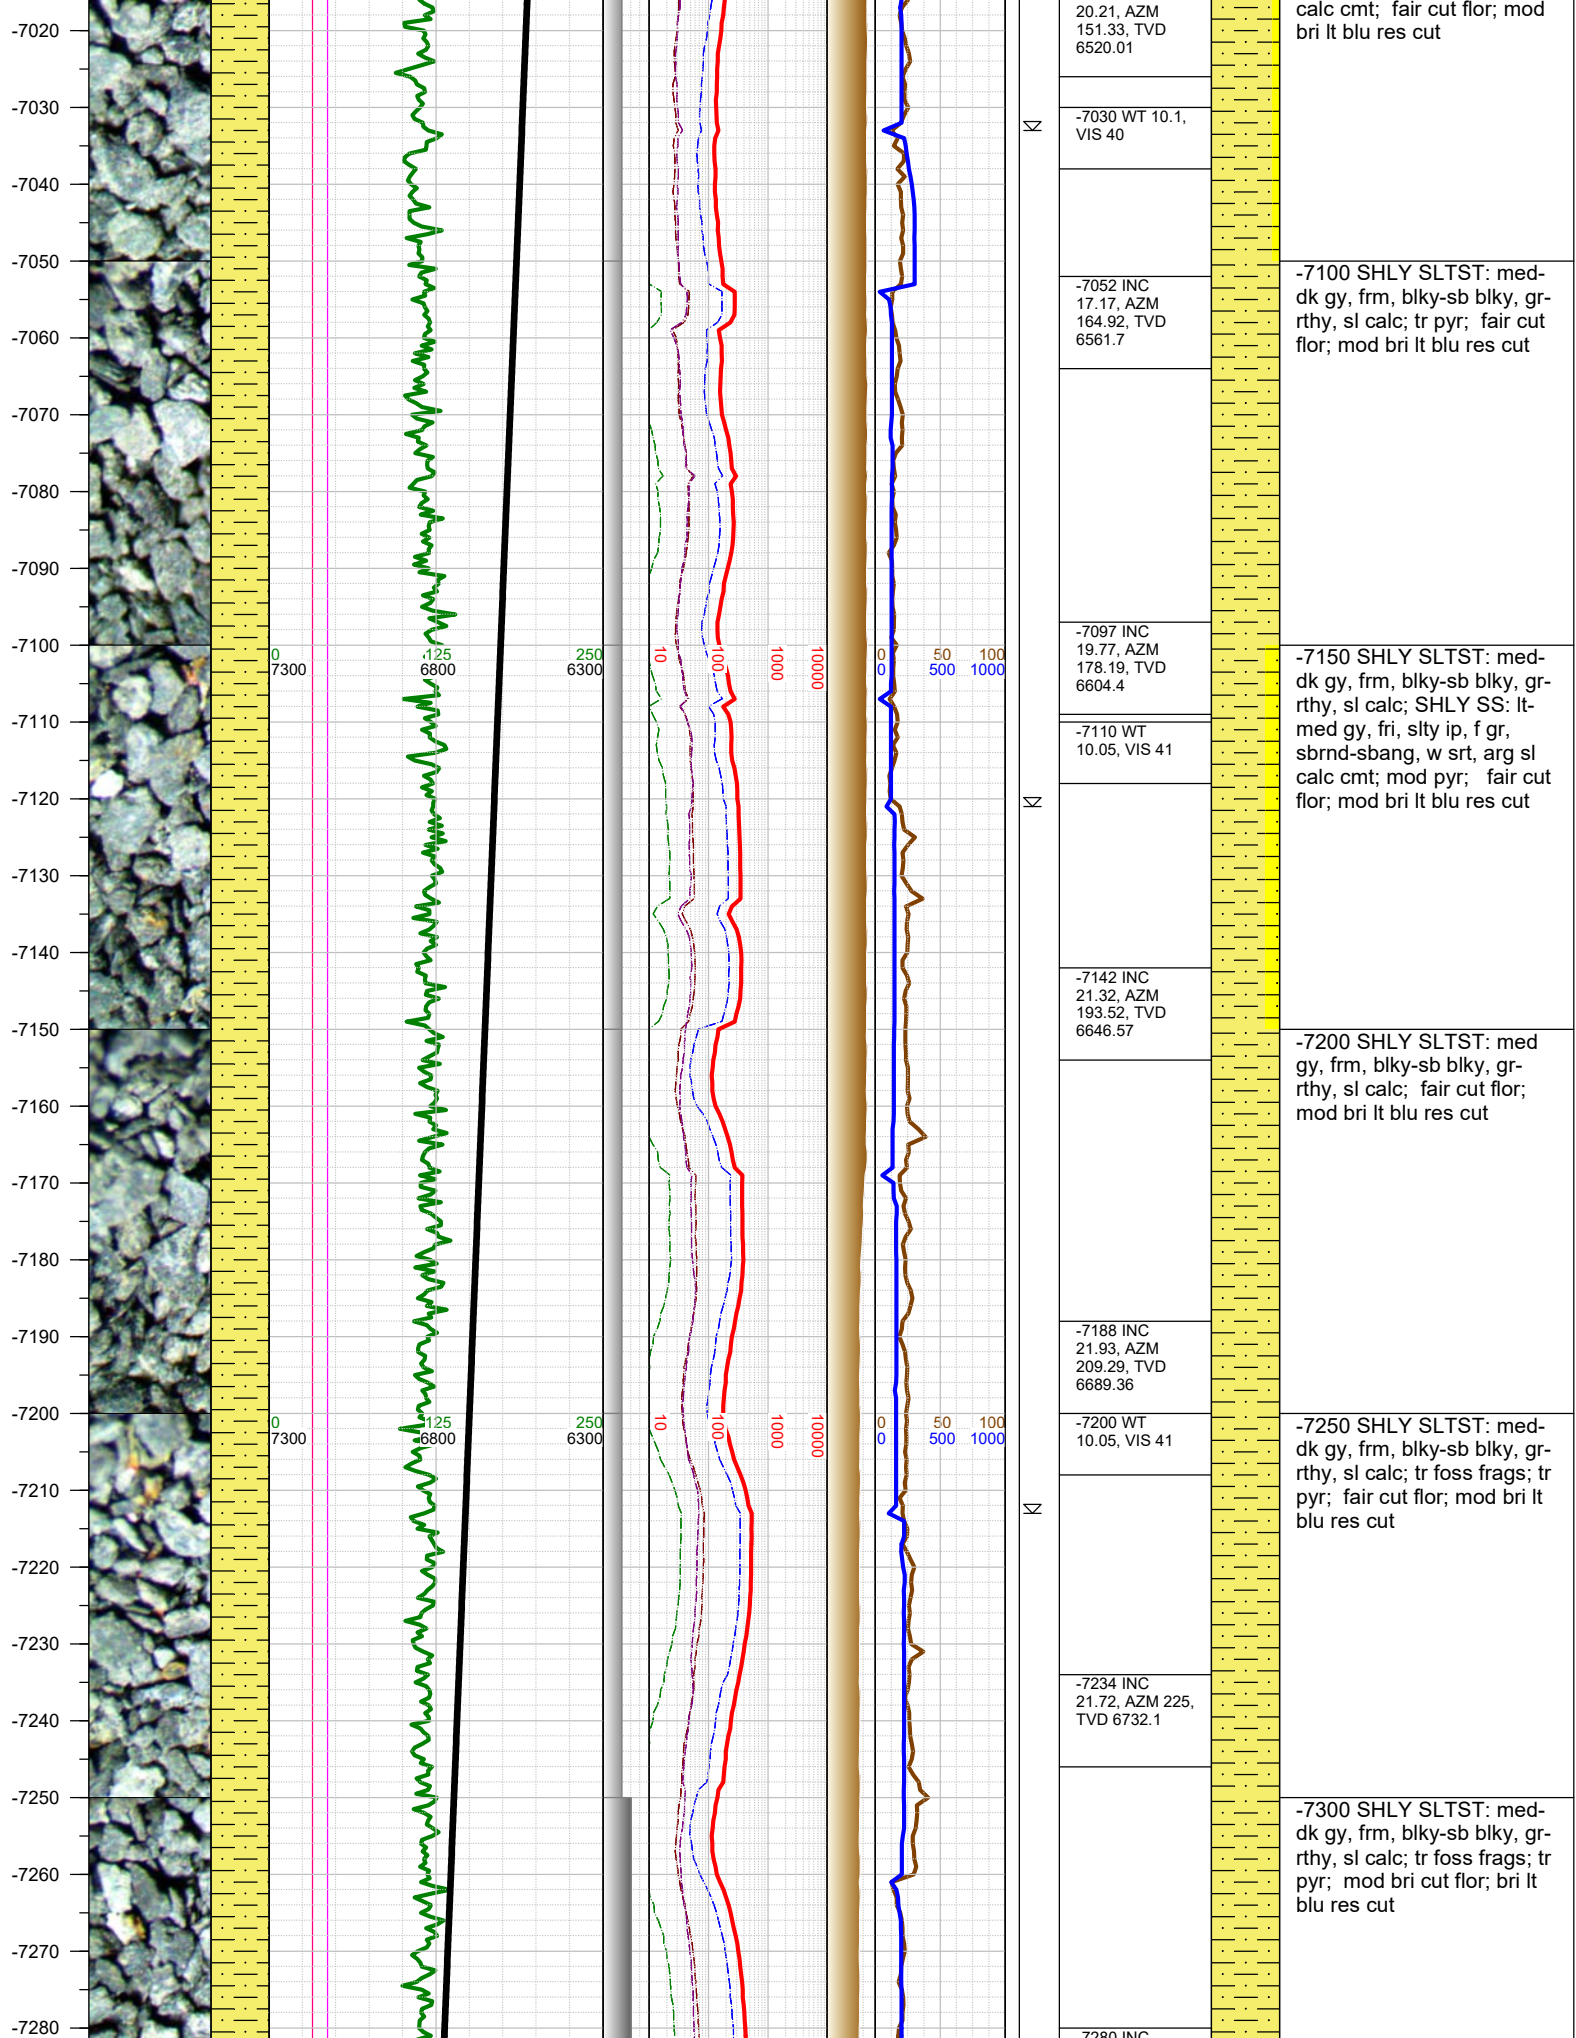 20.21, AZM
151.33, TVD
6520.01
calc cmt;  fair cut flor; mod
bri lt blu res cut
-7020
-7030
-7030 WT 10.1,
VIS 40
-7040
-7050
-7052 INC
17.17, AZM
164.92, TVD
6561.7
-7100 SHLY SLTST: med-
dk gy, frm, blky-sb blky, gr-
rthy, sl calc; tr pyr;  fair cut
flor; mod bri lt blu res cut
-7060
-7070
-7080
-7090
-7100
0 125 250
7300 6800 6300
10 100 1000 10000
0 50 100
0 500 1000
-7097 INC
19.77, AZM
178.19, TVD
6604.4
-7150 SHLY SLTST: med-
dk gy, frm, blky-sb blky, gr-
rthy, sl calc; SHLY SS: lt-
med gy, fri, slty ip, f gr,
sbrnd-sbang, w srt, arg sl
calc cmt; mod pyr;   fair cut
flor; mod bri lt blu res cut
-7110
-7110 WT
10.05, VIS 41
-7120
-7130
-7140
-7142 INC
21.32, AZM
193.52, TVD
6646.57
-7150
-7200 SHLY SLTST: med
gy, frm, blky-sb blky, gr-
rthy, sl calc;  fair cut flor;
mod bri lt blu res cut
-7160
-7170
-7180
-7190
-7188 INC
21.93, AZM
209.29, TVD
6689.36
-7200
0 125 250
7300 6800 6300
10 100 1000 10000
0 50 100
0 500 1000
-7200 WT
10.05, VIS 41
-7250 SHLY SLTST: med-
dk gy, frm, blky-sb blky, gr-
rthy, sl calc; tr foss frags; tr
pyr;  fair cut flor; mod bri lt
blu res cut
-7210
-7220
-7230
-7234 INC
21.72, AZM 225,
TVD 6732.1
-7240
-7250
-7300 SHLY SLTST: med-
dk gy, frm, blky-sb blky, gr-
rthy, sl calc; tr foss frags; tr
pyr;  mod bri cut flor; bri lt
blu res cut
-7260
-7270
-7280
-7280 INC